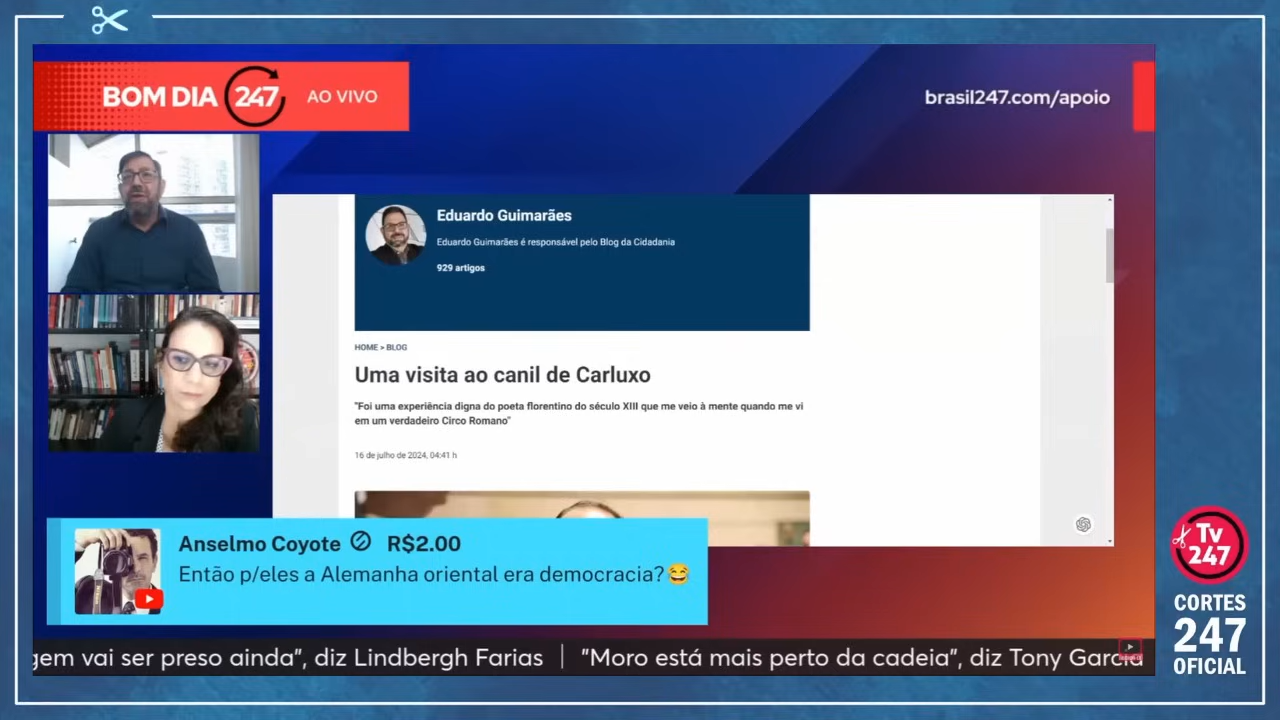 BOM DIA 247 AO VIVO
brasil247.com/apoio
Eduardo Guimarães
Eduardo Guimarães é responsável pelo Blog da Cidadania
929 artigos
HOME > BLOG
Uma visita ao canil de Carluxo
"Foi uma experiência digna do poeta florentino do século XIII que me veio à mente quando me vi
em um verdadeiro Circo Romano"
16 de julho de 2024, 04:41 h
Anselmo Coyote R$2.00
Então p/eles a Alemanha oriental era democracia?😂
gem vai ser preso ainda", diz Lindbergh Farias | "Moro está mais perto da cadeia", diz Tony Garcia
Tv
247
CORTES
247
OFICIAL